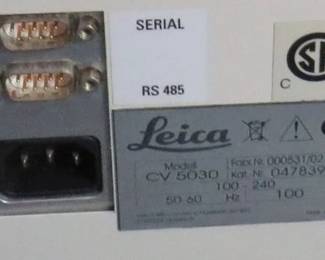 SERIAL
RS 485
C
Leica
Modell
CV 5030
Fabr.Nr. 000531/02
Kat. Nr. 047839
100 - 240
50-60 Hz 100